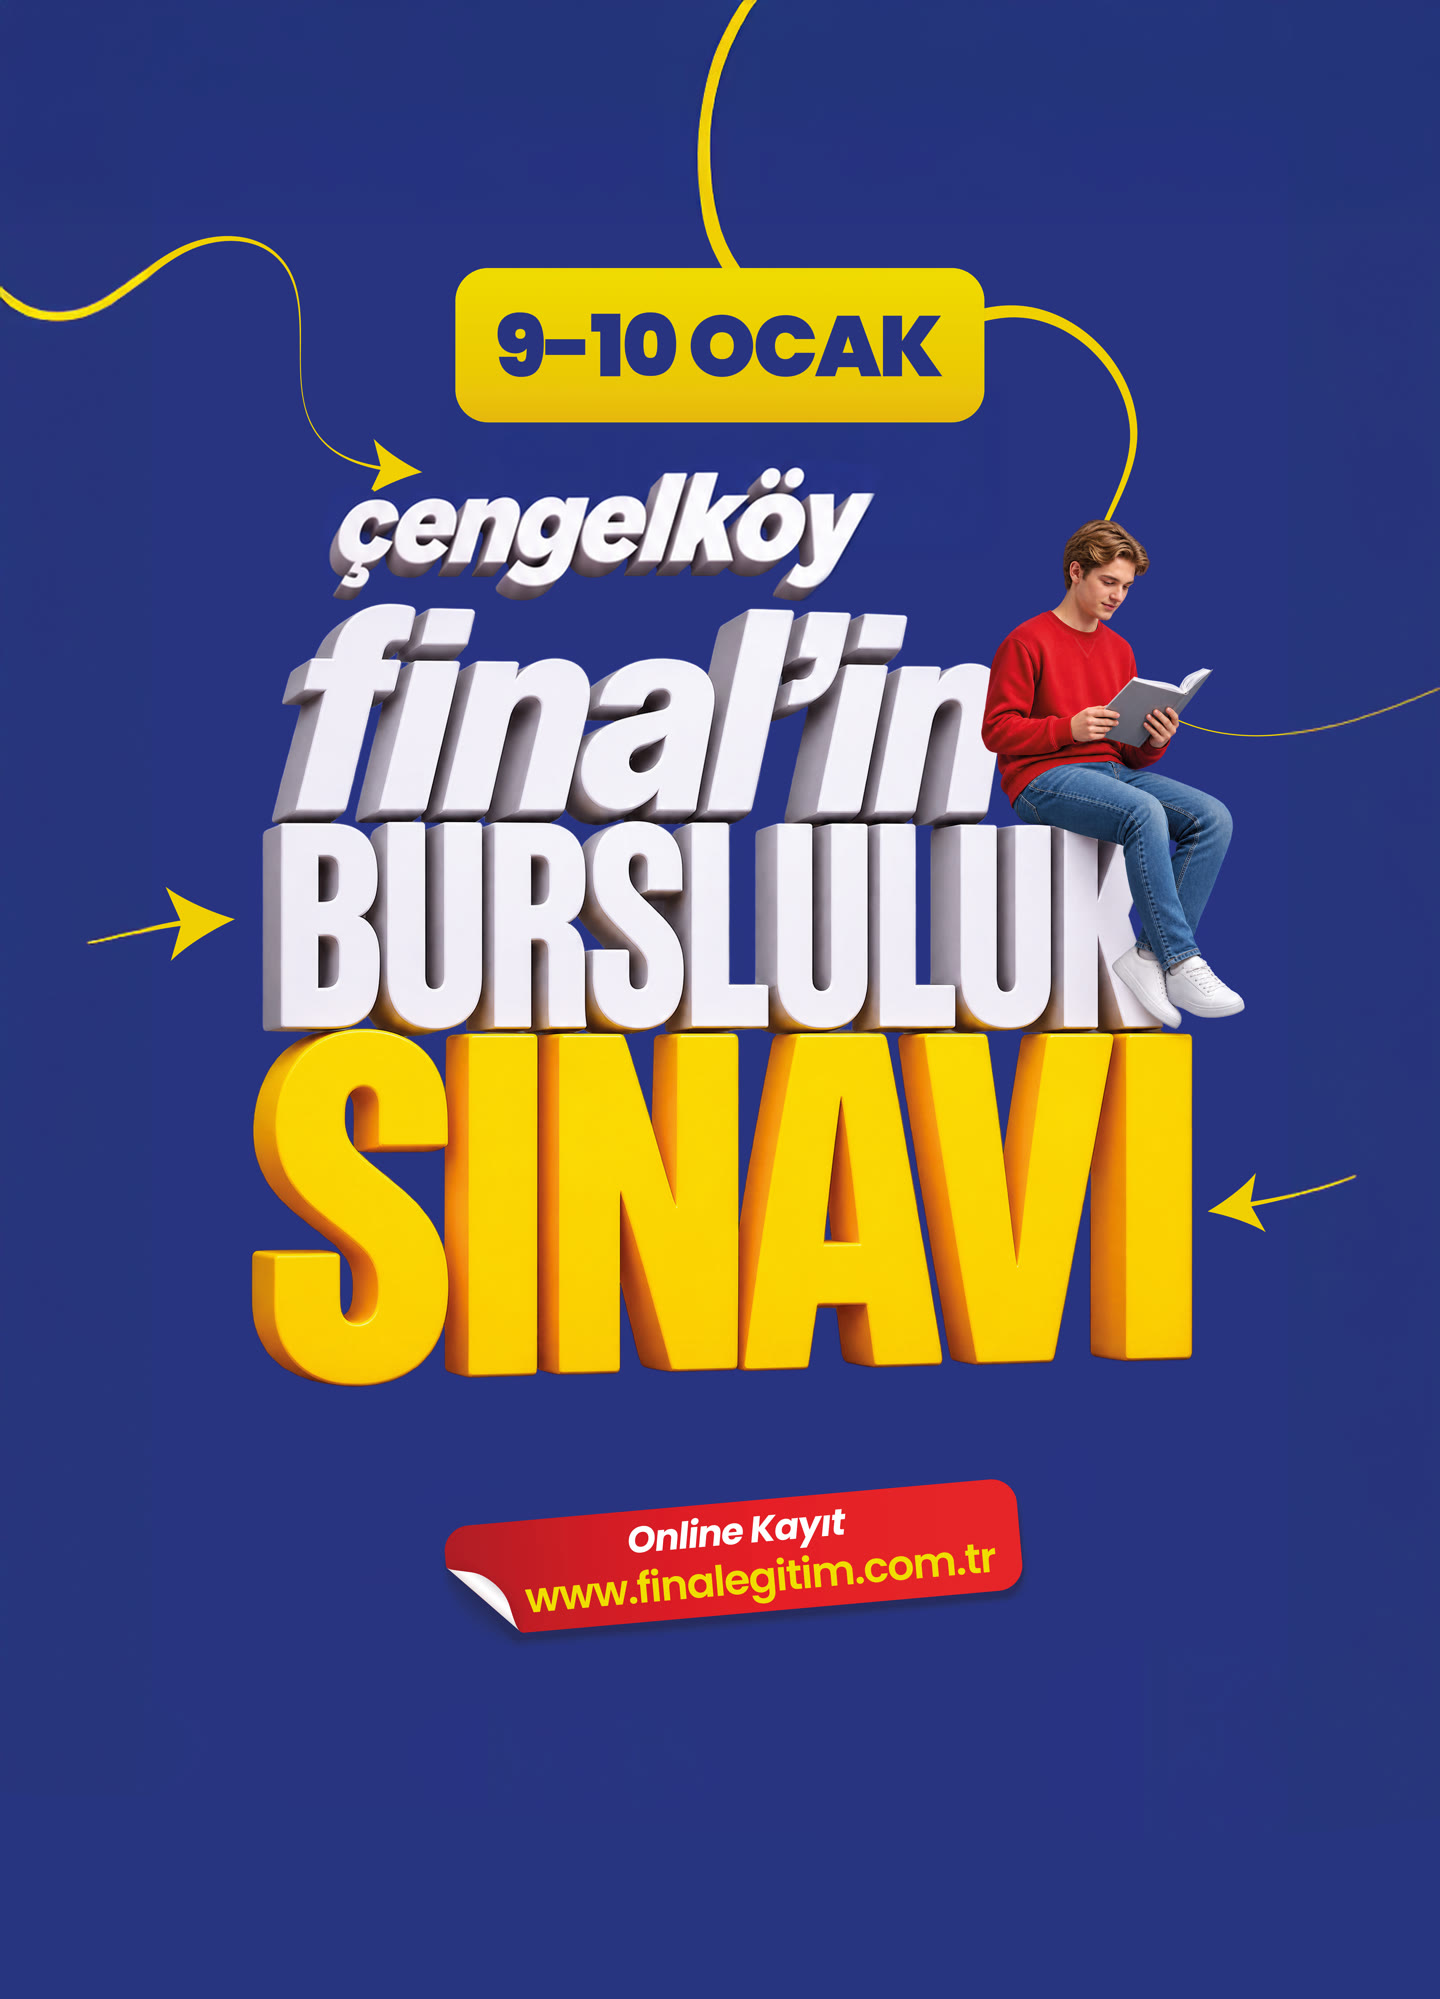 9–10 OCAK
çengelköy
final'in
BURSLULUK
SINAVI
Online Kayıt
www.finalegitim.com.tr